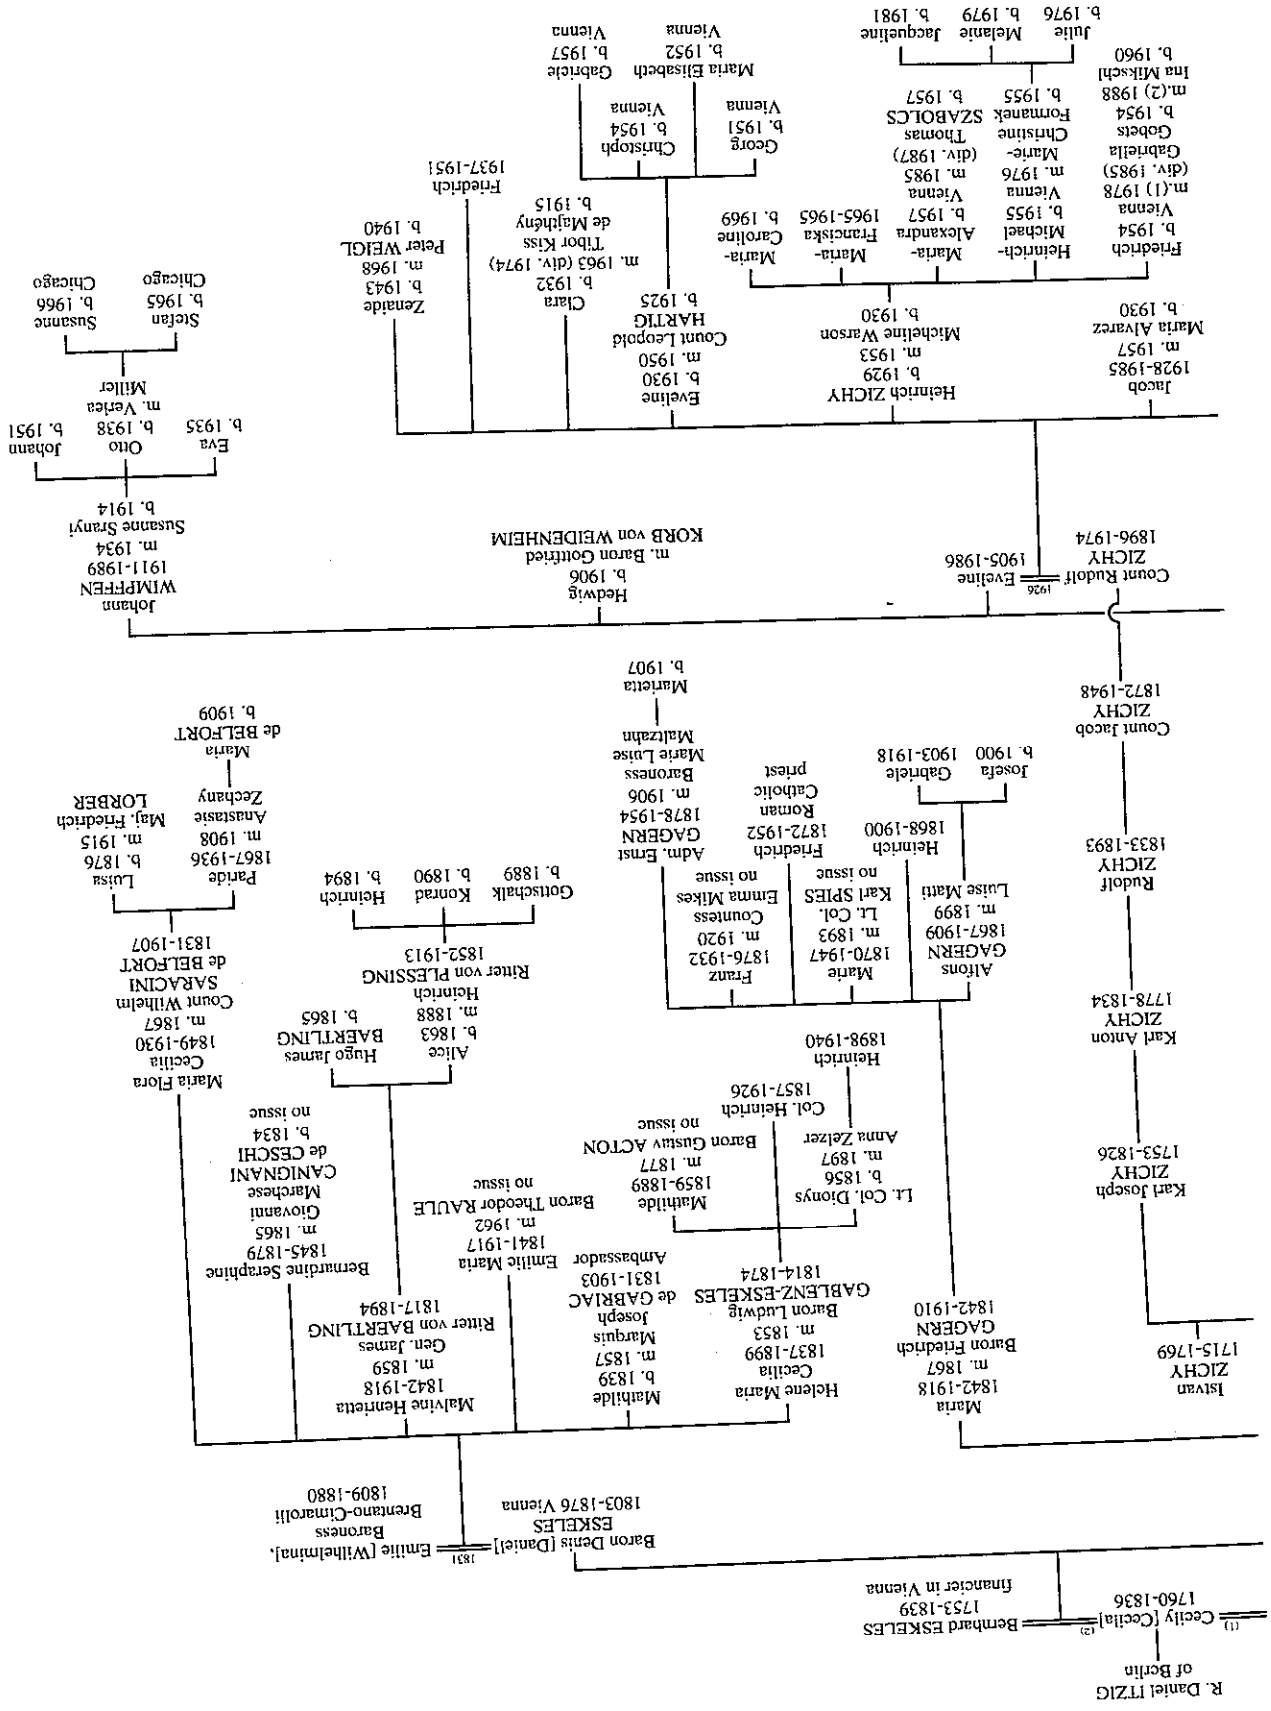 R. Daniel ITZIG
of Berlin
(1)
Cecily [Cecilia]
1760-1836
(2)
Bernhard ESKELES
1753-1839
financier in Vienna
Baron Denis [Daniel]
ESKELES
1803-1876 Vienna
1831
Emilie [Wilhelmina],
Baroness
Brentano-Cimarolli
1809-1880
Istvan
ZICHY
1715-1769
Karl Joseph
ZICHY
1753-1826
Karl Anton
ZICHY
1778-1834
Rudolf
ZICHY
1833-1893
Count Jacob
ZICHY
1872-1948
Maria
1842-1918
m. 1867
Baron Friedrich
GAGERN
1842-1910
Helene Maria
Cecilia
1837-1899
m. 1853
Baron Ludwig
GABLENZ-ESKELES
1814-1874
Mathilde
b. 1839
m. 1857
Marquis
Joseph
de GABRIAC
1831-1903
Ambassador
Emilie Maria
1841-1917
m. 1962
Baron Theodor RAULE
no issue
Malvine Henrietta
1842-1918
m. 1859
Gen. James
Ritter von BAERTLING
1817-1894
Bernardine Seraphine
1845-1879
m. 1865
Giovanni
Marchese
CANIGNANI
de CESCHI
b. 1834
no issue
Maria Flora
Cecilia
1849-1930
m. 1867
Count Wilhelm
SARACINI
de BELFORT
1831-1907
Lt. Col. Dionys
b. 1856
m. 1897
Anna Zelzer
Heinrich
1898-1940
Col. Heinrich
1857-1926
Mathilde
1859-1889
m. 1877
Baron Gustav ACTON
no issue
Alice
b. 1863
m. 1888
Heinrich
Ritter von PLESSING
1852-1913
Hugo James
BAERTLING
b. 1865
Gottschalk
b. 1889
Konrad
b. 1890
Heinrich
b. 1894
Paride
1867-1936
m. 1908
Anastasie
Zechany
Maria
de BELFORT
b. 1909
Luisa
b. 1876
m. 1915
Maj. Friedrich
LORBER
Alfons
GAGERN
1867-1909
m. 1899
Luise Matti
Josefa
b. 1900
Gabriele
1903-1918
Heinrich
1868-1900
Marie
1870-1947
m. 1893
Lt. Col.
Karl SPIES
no issue
Friedrich
1872-1952
Roman
Catholic
priest
Franz
1876-1932
m. 1920
Countess
Emma Mikes
no issue
Adm. Ernst
GAGERN
1878-1954
m. 1906
Baroness
Marie Luise
Maltzahn
Marietta
b. 1907
Count Rudolf
ZICHY
1896-1974
1926
Eveline
1905-1986
Hedwig
b. 1906
m. Baron Gottfried
KORB von WEIDENHEIM
Johann
WIMPFFEN
1911-1989
m. 1934
Susanne Sranyi
b. 1914
Eva
b. 1935
Otto
b. 1938
m. Veriea
Miller
Johann
b. 1951
Stefan
b. 1965
Chicago
Susanne
b. 1966
Chicago
Jacob
1928-1985
m. 1957
Maria Alvarez
b. 1930
Heinrich ZICHY
b. 1929
m. 1953
Micheline Warson
b. 1930
Eveline
b. 1930
m. 1950
Count Leopold
HARTIG
b. 1925
Clara
b. 1932
m. 1963 (div. 1974)
Tibor Kiss
de Majthény
b. 1915
Friedrich
1937-1951
Zenaide
b. 1943
m. 1968
Peter WEIGL
b. 1940
Friedrich
b. 1954
Vienna
m.(1) 1978
(div. 1985)
Gabriella
Gobets
b. 1954
m.(2) 1988
Ina Mikschl
b. 1960
Heinrich-
Michael
b. 1955
Vienna
m. 1976
Marie-
Christine
Formanek
b. 1955
Julie
b. 1976
Melanie
b. 1979
Jacqueline
b. 1981
Maria-
Alexandra
b. 1957
Vienna
m. 1985
(div. 1987)
Thomas
SZABOLCS
b. 1957
Maria-
Franciska
1965-1965
Maria-
Caroline
b. 1969
Georg
b. 1951
Vienna
Maria Elisabeth
b. 1952
Vienna
Christoph
b. 1954
Vienna
Gabriele
b. 1957
Vienna